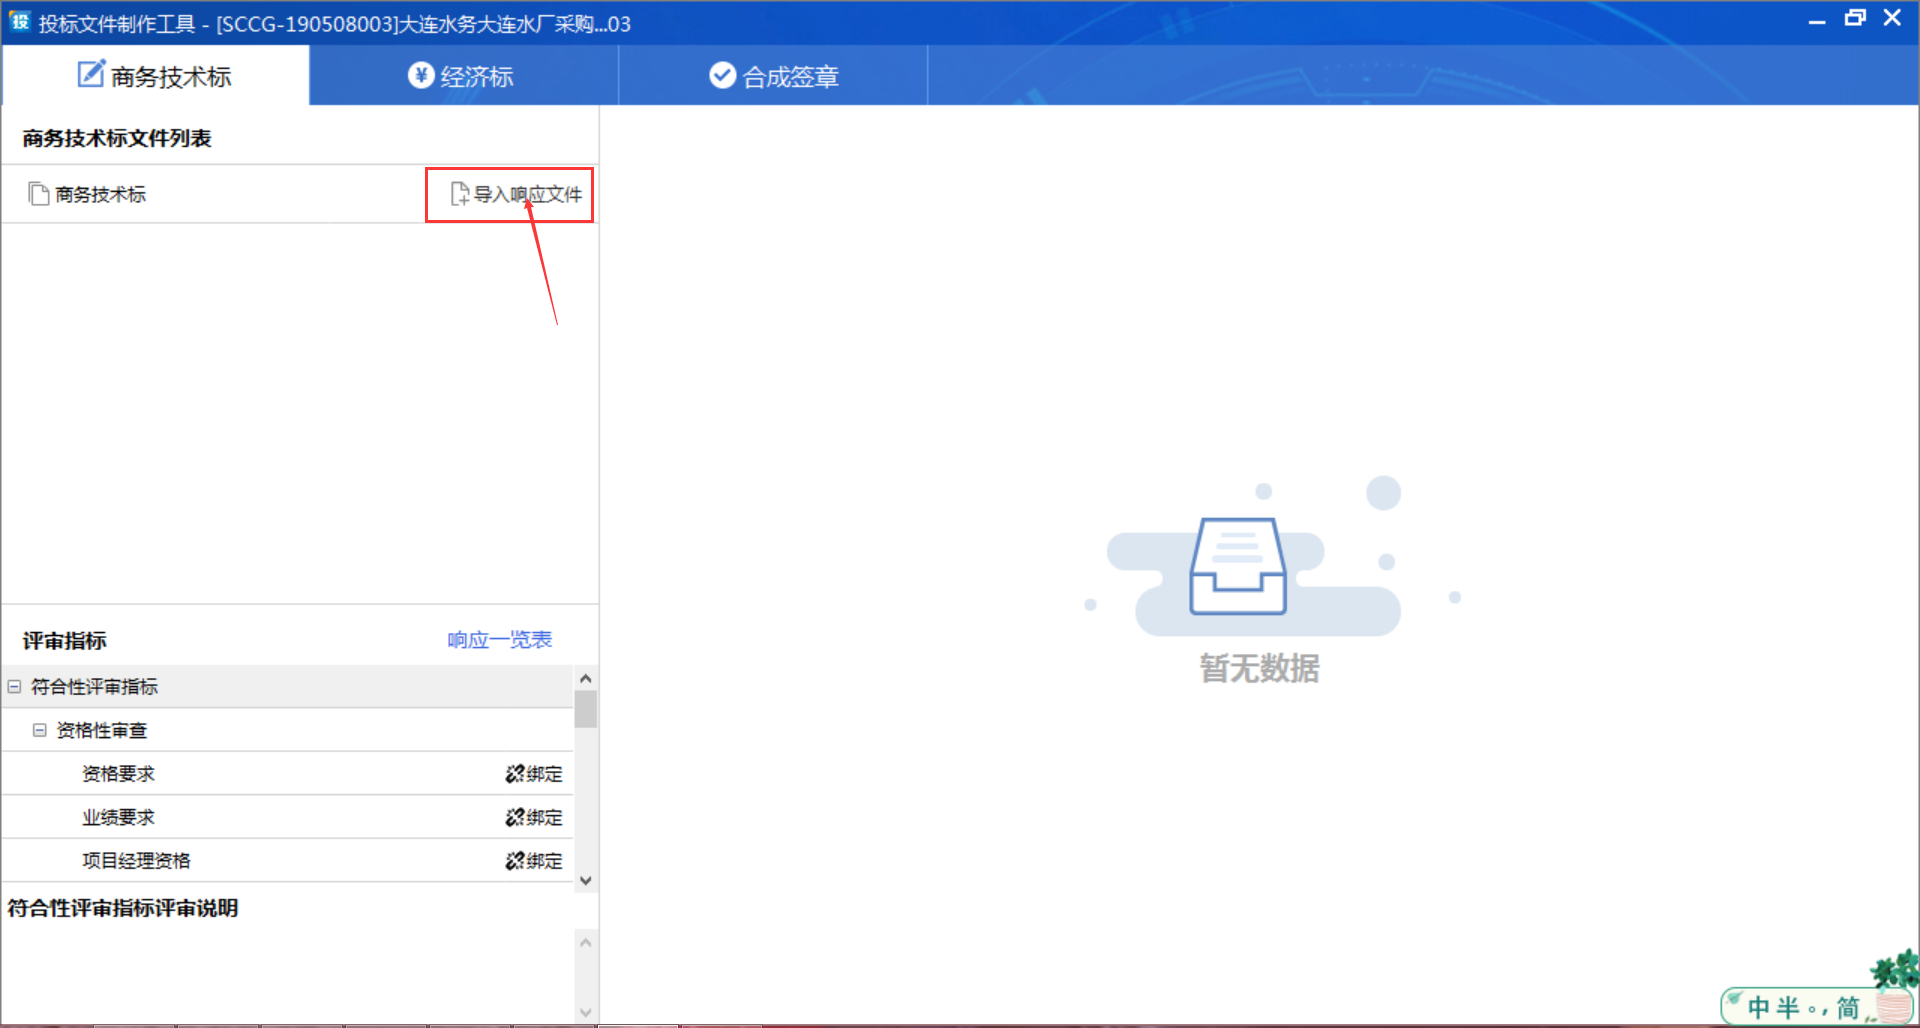 投标文件制作工具 - [SCCG-190508003]大连水务大连水厂采购...03
商务技术标
¥ 经济标
合成签章
商务技术标文件列表
商务技术标
导入响应文件
暂无数据
评审指标
响应一览表
符合性评审指标
资格性审查
资格要求
绑定
业绩要求
绑定
项目经理资格
绑定
符合性评审指标评审说明
中 半 。, 简